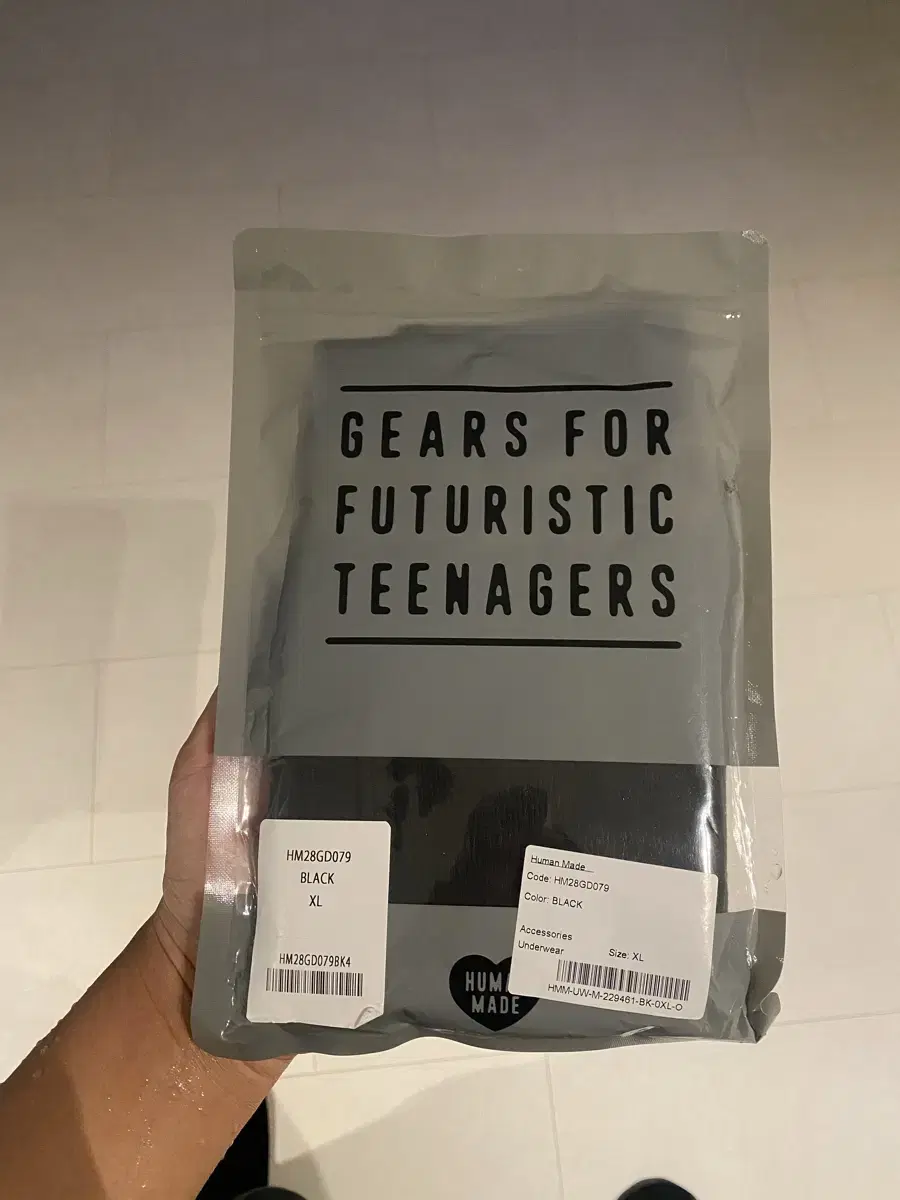 GEARS FOR
FUTURISTIC
TEENAGERS
HM28GD079
BLACK
XL
HM28GD079BK4
Human Made
Code: HM28GD079
Color: BLACK
Accessories
Underwear
Size: XL
HMM-UW-M-229461-BK-0XL-O
MADE